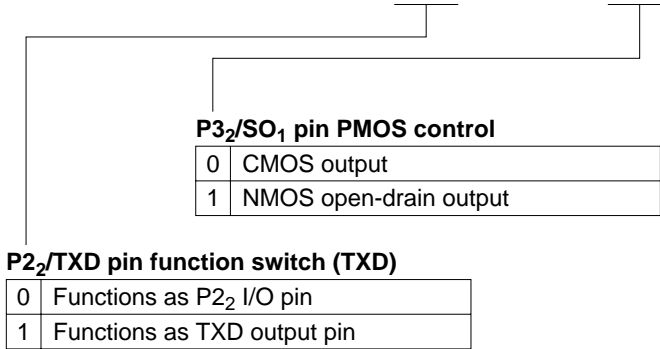 P3₂/SO₁ pin PMOS control
0 CMOS output
1 NMOS open-drain output
P2₂/TXD pin function switch (TXD)
0 Functions as P2₂ I/O pin
1 Functions as TXD output pin